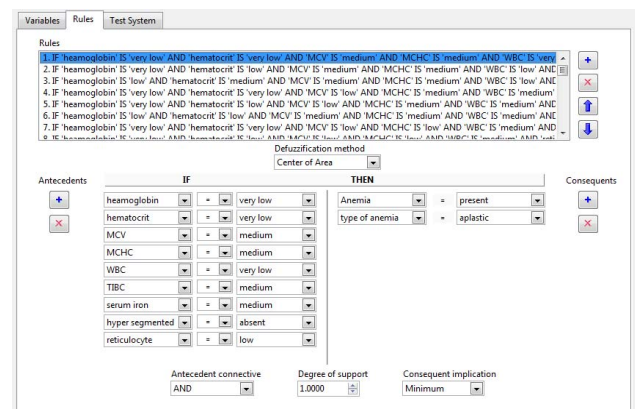 Variables Rules Test System
Rules
1. IF 'heamoglobin' IS 'very low' AND 'hematocrit' IS 'very low' AND 'MCV' IS 'medium' AND 'MCHC' IS 'medium' AND 'WBC' IS 'very
2. IF 'heamoglobin' IS 'very low' AND 'hematocrit' IS 'low' AND 'MCV' IS 'medium' AND 'MCHC' IS 'medium' AND 'WBC' IS 'low' AND
3. IF 'heamoglobin' IS 'low' AND 'hematocrit' IS 'low' AND 'MCV' IS 'medium' AND 'MCHC' IS 'medium' AND 'WBC' IS 'low' AND
4. IF 'heamoglobin' IS 'very low' AND 'hematocrit' IS 'very low' AND 'MCV' IS 'low' AND 'MCHC' IS 'medium' AND 'WBC' IS 'medium'
5. IF 'heamoglobin' IS 'very low' AND 'hematocrit' IS 'low' AND 'MCV' IS 'low' AND 'MCHC' IS 'medium' AND 'WBC' IS 'medium' AND
6. IF 'heamoglobin' IS 'low' AND 'hematocrit' IS 'low' AND 'MCV' IS 'medium' AND 'MCHC' IS 'medium' AND 'WBC' IS 'medium' AND
7. IF 'heamoglobin' IS 'very low' AND 'hematocrit' IS 'low' AND 'MCV' IS 'low' AND 'MCHC' IS 'low' AND 'WBC' IS 'medium' AND
Defuzzification method
Center of Area
Antecedents IF THEN Consequents
heamoglobin = very low Anemia = present
hematocrit = very low type of anemia = aplastic
MCV = medium
MCHC = medium
WBC = very low
TIBC = medium
serum iron = medium
hyper segmented = absent
reticulocyte = low
Antecedent connective Degree of support Consequent implication
AND 1.0000 Minimum